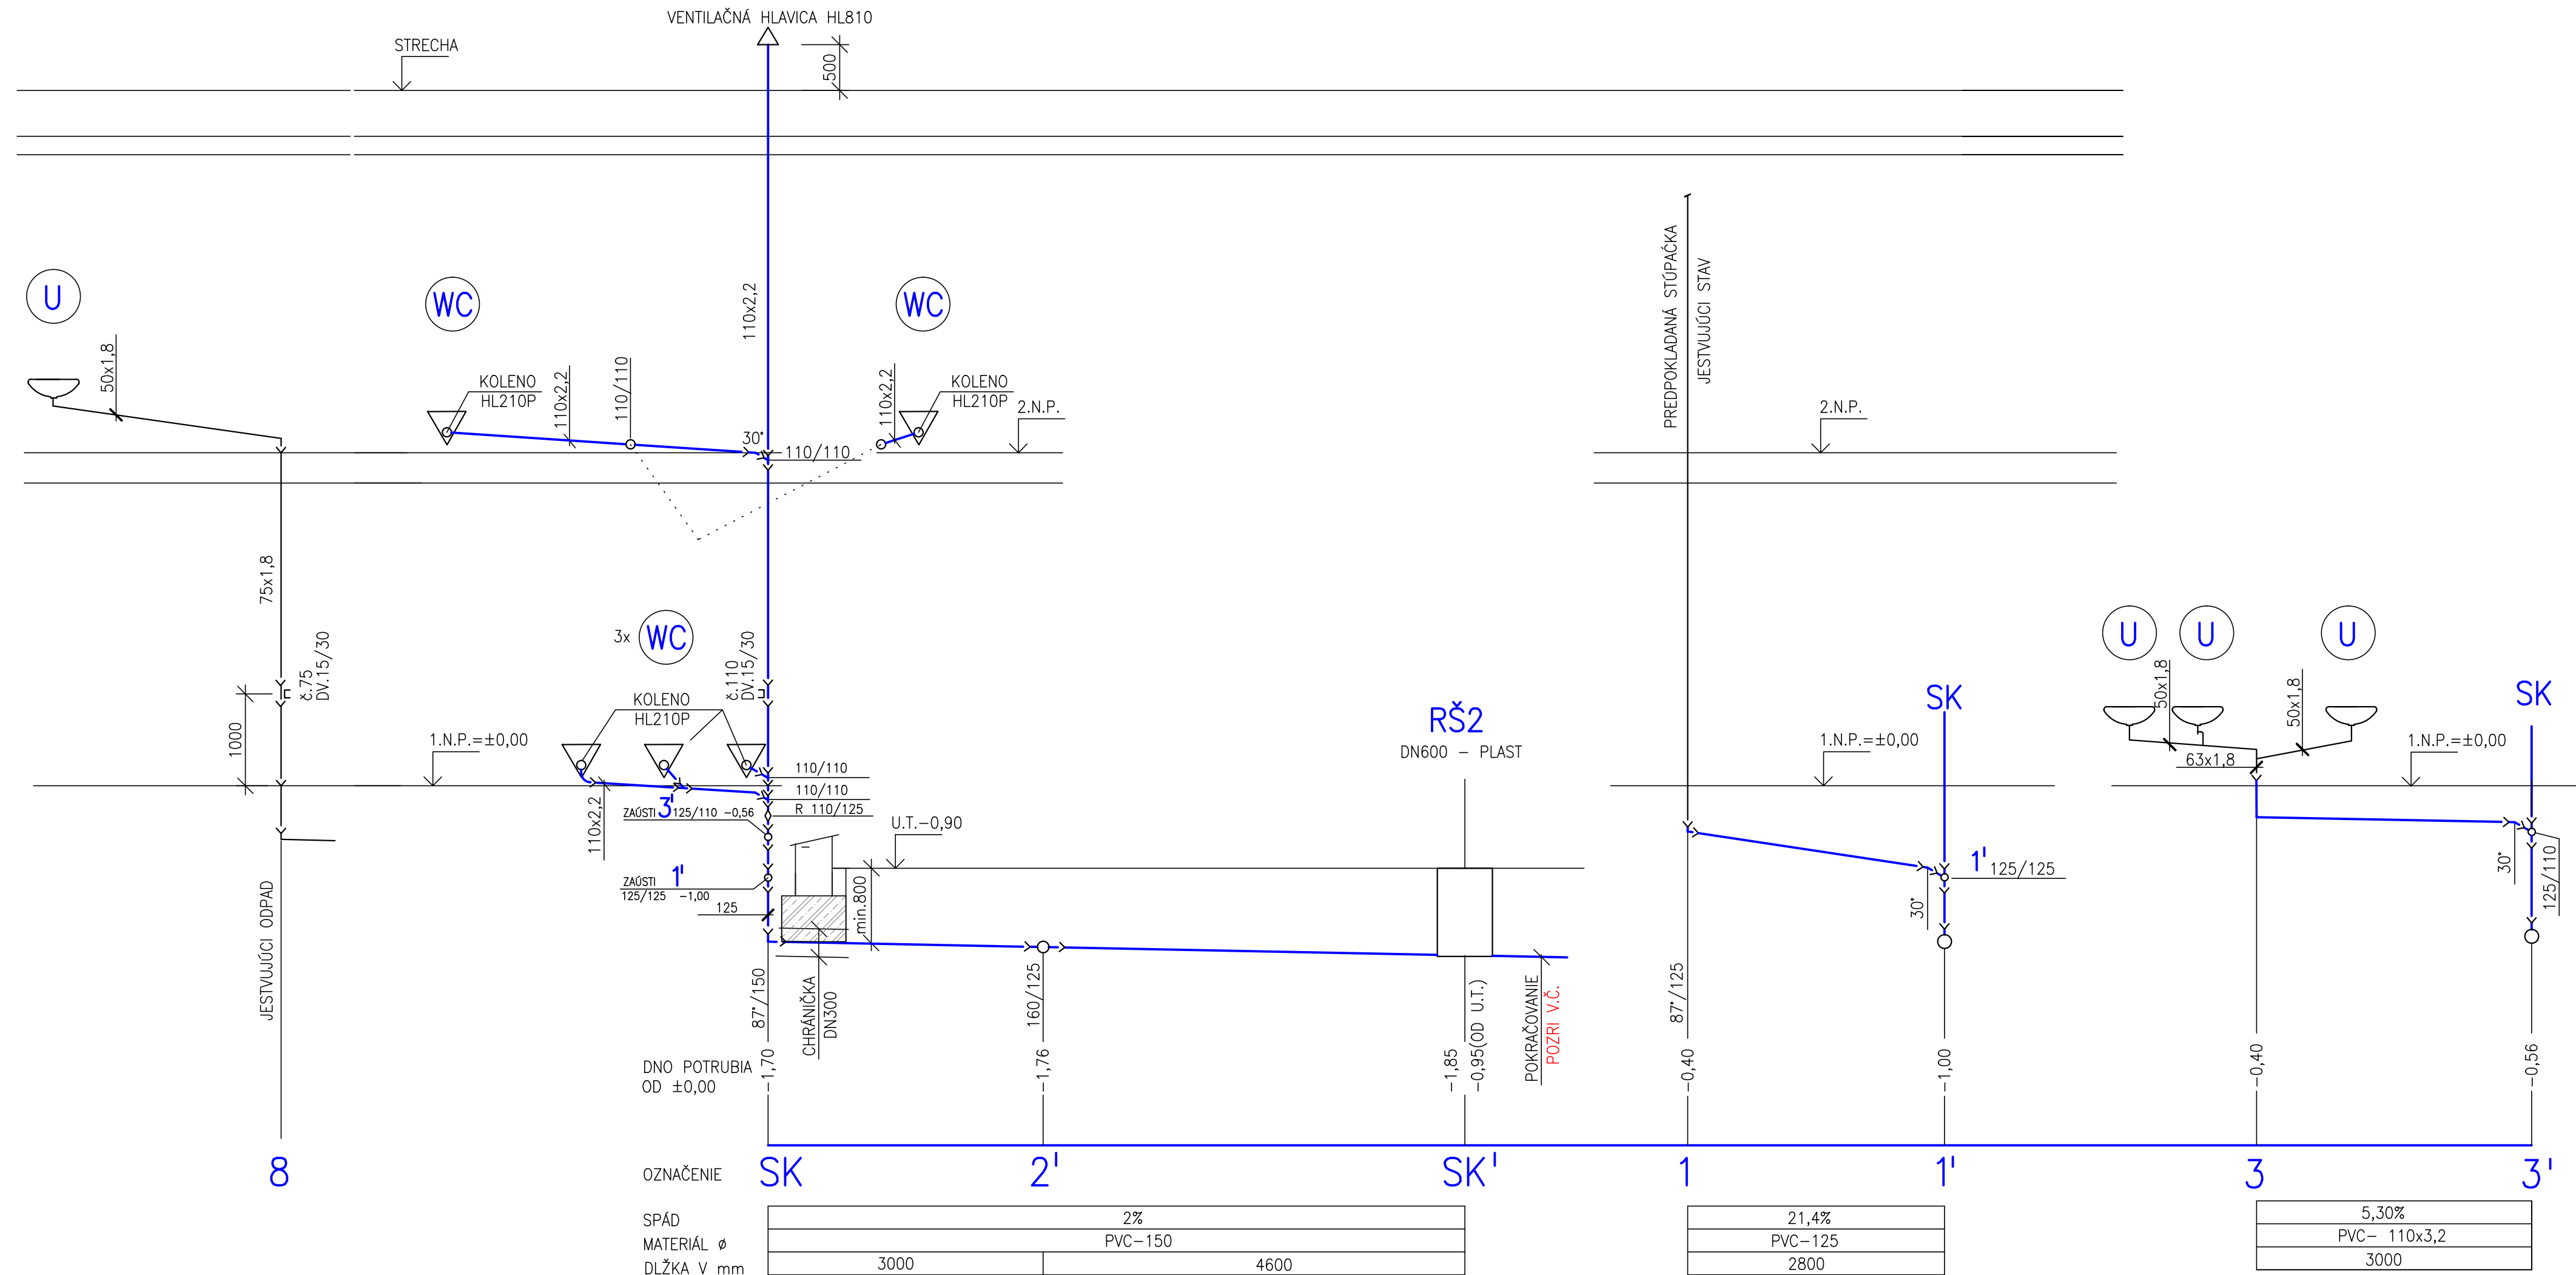 VENTILAČNÁ HLAVICA HL810
STRECHA
500
PREDPOKLADANÁ STÚPAČKA
JESTVUJÚCI STAV
U
WC
WC
110x2,2
50x1,8
KOLENO
HL210P
110x2,2
110/110
30°
110/110
110x2,2
KOLENO
HL210P
2.N.P.
2.N.P.
75x1,8
č.75
DV.15/30
1000
3x
WC
č.110
DV.15/30
KOLENO
HL210P
1.N.P.=±0,00
110x2,2
110/110
110/110
R 110/125
ZAÚSTI 3' 125/110 -0,56
ZAÚSTI 1'
125/125 -1,00
125
U.T.-0,90
min.800
RŠ2
DN600 - PLAST
1.N.P.=±0,00
SK
1' 125/125
30°
U
U
U
50x1,8
50x1,8
63x1,8
1.N.P.=±0,00
SK
30°
125/110
JESTVUJÚCI ODPAD
87°/150
CHRÁNIČKA
DN300
160/125
POKRAČOVANIE
POZRI V.Č.
87°/125
DNO POTRUBIA
OD ±0,00
-1,70
-1,76
-1,85
-0,95(OD U.T.)
-0,40
-1,00
-0,40
-0,56
OZNAČENIE
8
SK
2'
SK'
1
1'
3
3'
SPÁD
2%
21,4%
5,30%
MATERIÁL ø
PVC-150
PVC-125
PVC- 110x3,2
DLŽKA V mm
3000
4600
2800
3000